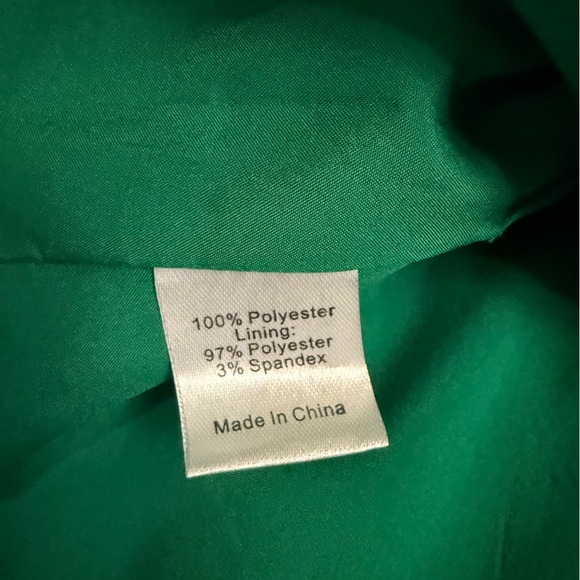 100% Polyester
Lining:
97% Polyester
3% Spandex
Made In China